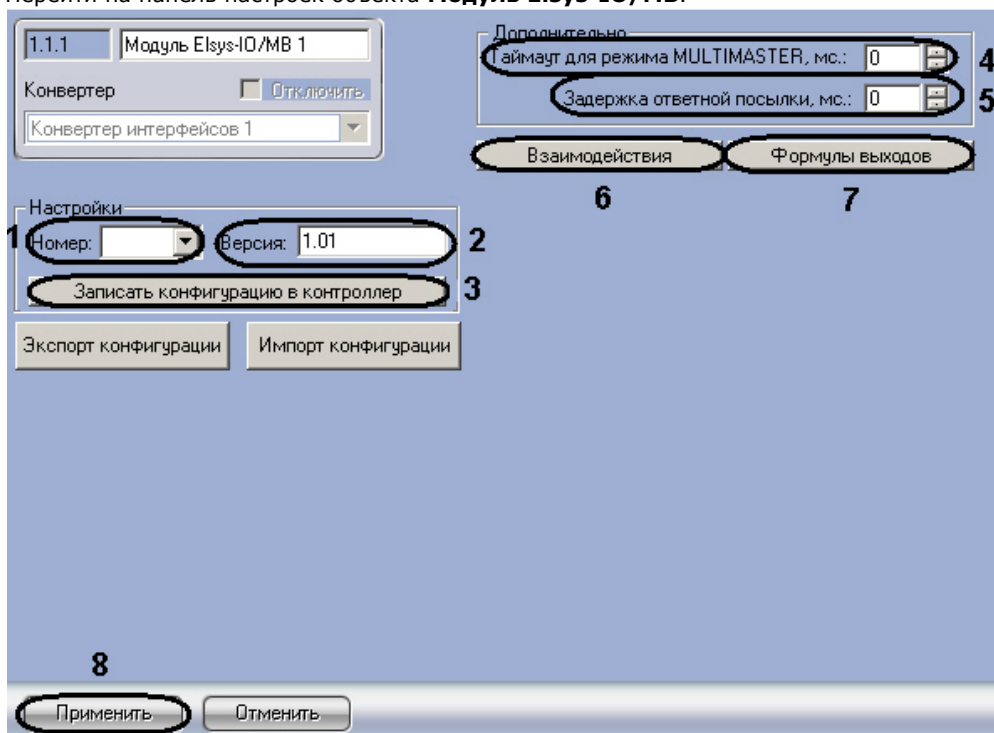 Перейти на панель настроек объекта Модуль Elsys-IO/MB.
1.1.1 Модуль Elsys-IO/MB 1
Конвертер Отключить
Конвертер интерфейсов 1
Дополнительно
Таймаут для режима MULTIMASTER, мс.: 0 4
Задержка ответной посылки, мс.: 0 5
Взаимодействия Формулы выходов
6 7
Настройки
1 Номер: Версия: 1.01 2
Записать конфигурацию в контроллер 3
Экспорт конфигурации Импорт конфигурации
8
Применить Отменить